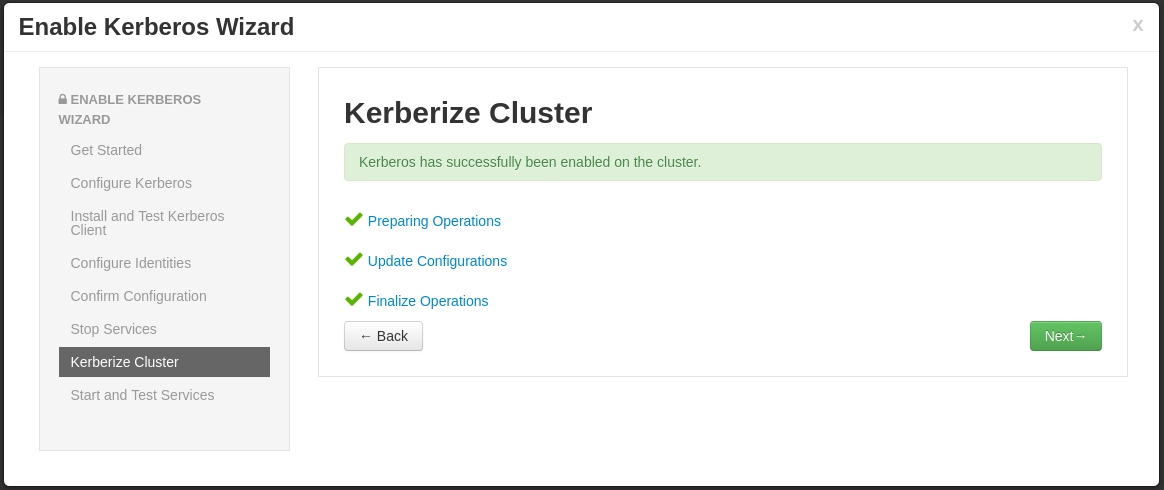 Enable Kerberos Wizard
x
ENABLE KERBEROS
WIZARD
Get Started
Configure Kerberos
Install and Test Kerberos
Client
Configure Identities
Confirm Configuration
Stop Services
Kerberize Cluster
Start and Test Services
Kerberize Cluster
Kerberos has successfully been enabled on the cluster.
Preparing Operations
Update Configurations
Finalize Operations
← Back
Next→